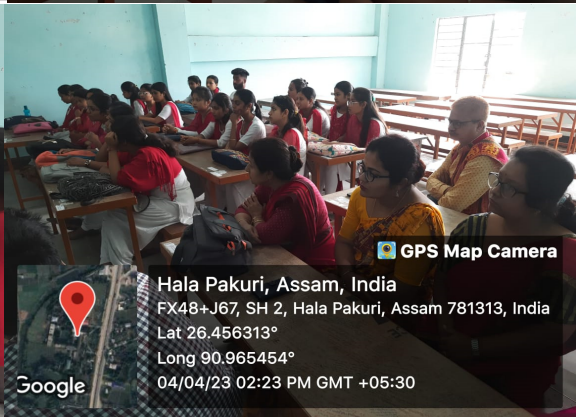 GPS Map Camera
Hala Pakuri, Assam, India
FX48+J67, SH 2, Hala Pakuri, Assam 781313, India
Lat 26.456313°
Long 90.965454°
04/04/23 02:23 PM GMT +05:30
Google